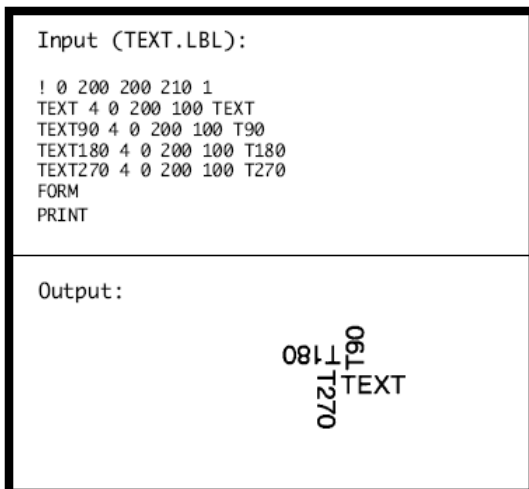 Input (TEXT.LBL):
! 0 200 200 210 1
TEXT 4 0 200 100 TEXT
TEXT90 4 0 200 100 T90
TEXT180 4 0 200 100 T180
TEXT270 4 0 200 100 T270
FORM
PRINT
Output:
T90
T180
TEXT
T270